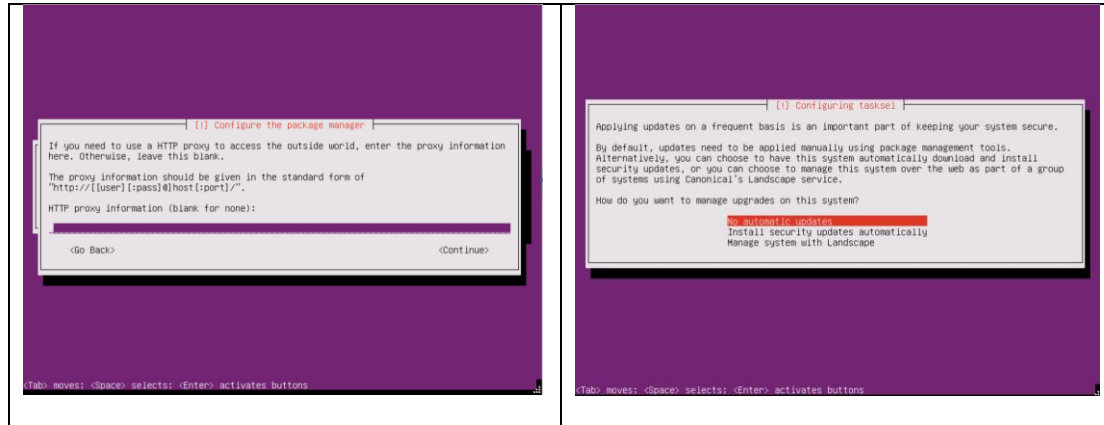 [!] Configure the package manager
If you need to use a HTTP proxy to access the outside world, enter the proxy information
here. Otherwise, leave this blank.
The proxy information should be given in the standard form of
"http://[[user][:pass]@]host[:port]/".
HTTP proxy information (blank for none):
<Go Back> <Continue>
<Tab> moves; <Space> selects; <Enter> activates buttons
[!] Configuring tasksel
Applying updates on a frequent basis is an important part of keeping your system secure.
By default, updates need to be applied manually using package management tools.
Alternatively, you can choose to have this system automatically download and install
security updates, or you can choose to manage this system over the web as part of a group
of systems using Canonical's Landscape service.
How do you want to manage upgrades on this system?
No automatic updates
Install security updates automatically
Manage system with Landscape
<Tab> moves; <Space> selects; <Enter> activates buttons